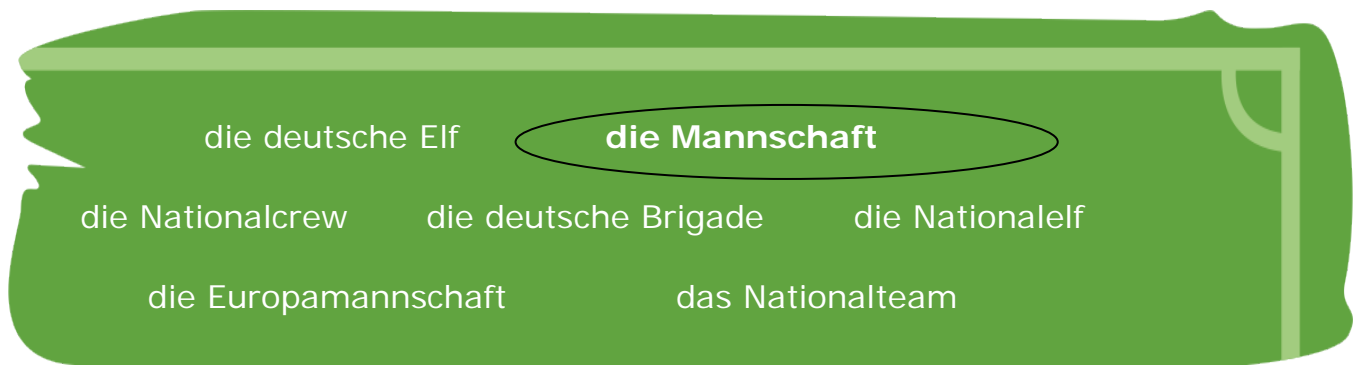 die deutsche Elf die Mannschaft
die Nationalcrew die deutsche Brigade die Nationalelf
die Europamannschaft das Nationalteam